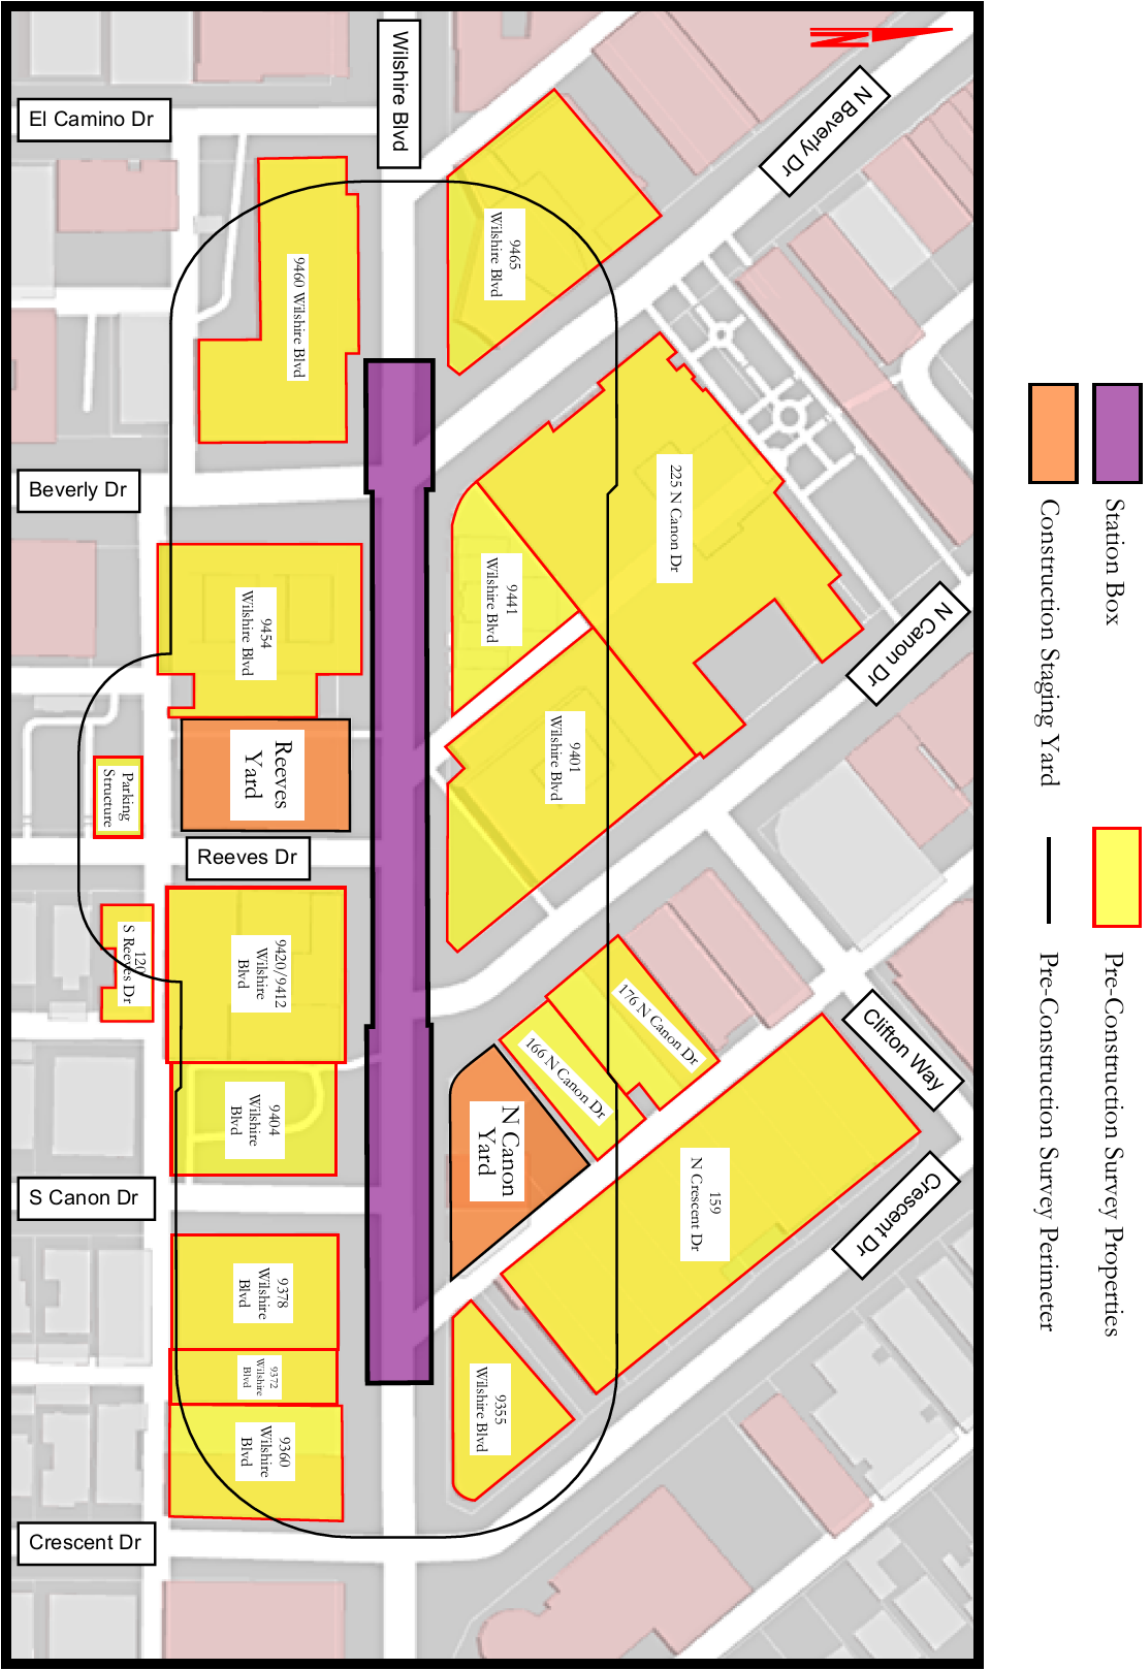 Wilshire Blvd
El Camino Dr
N Beverly Dr
N
9465
Wilshire Blvd
9460 Wilshire Blvd
Beverly Dr
225 N Canon Dr
9441
Wilshire Blvd
9454
Wilshire Blvd
N Canon Dr
9401
Wilshire Blvd
Reeves
Yard
Parking
Structure
Reeves Dr
9420/9412
Wilshire
Blvd
120
S Reeves Dr
176 N Canon Dr
166 N Canon Dr
Clifton Way
9404
Wilshire
Blvd
N Canon
Yard
S Canon Dr
159
N Crescent Dr
Crescent Dr
9378
Wilshire
Blvd
9372
Wilshire
Blvd
9355
Wilshire Blvd
9360
Wilshire
Blvd
Crescent Dr
Station Box
Construction Staging Yard
Pre-Construction Survey Properties
Pre-Construction Survey Perimeter